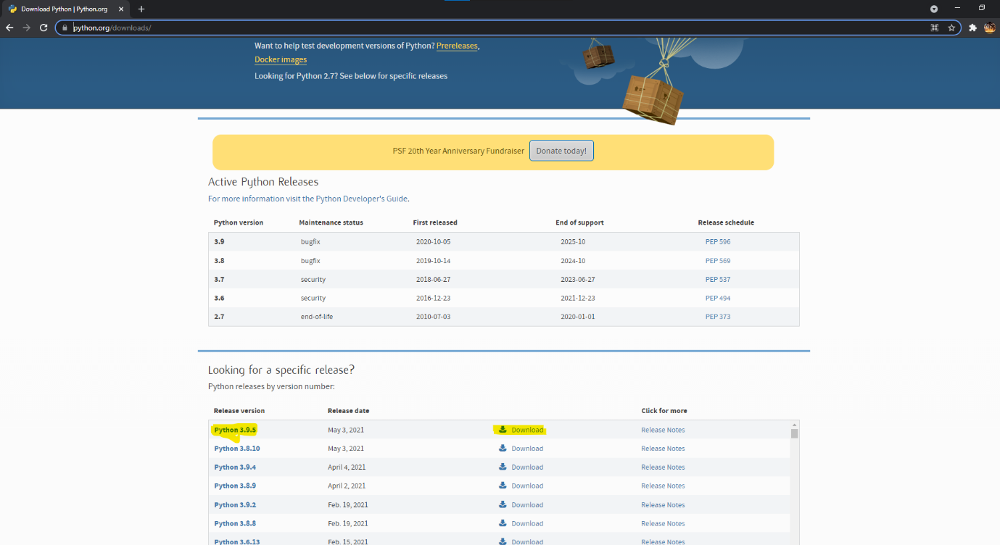 Download Python | Python.org
python.org/downloads/
Want to help test development versions of Python? Prereleases,
Docker images
Looking for Python 2.7? See below for specific releases
PSF 20th Year Anniversary Fundraiser Donate today!
Active Python Releases
For more information visit the Python Developer's Guide.
Python version Maintenance status First released End of support Release schedule
3.9 bugfix 2020-10-05 2025-10 PEP 596
3.8 bugfix 2019-10-14 2024-10 PEP 569
3.7 security 2018-06-27 2023-06-27 PEP 537
3.6 security 2016-12-23 2021-12-23 PEP 494
2.7 end-of-life 2010-07-03 2020-01-01 PEP 373
Looking for a specific release?
Python releases by version number:
Release version Release date Click for more
Python 3.9.5 May 3, 2021 Download Release Notes
Python 3.8.10 May 3, 2021 Download Release Notes
Python 3.9.4 April 4, 2021 Download Release Notes
Python 3.8.9 April 2, 2021 Download Release Notes
Python 3.9.2 Feb. 19, 2021 Download Release Notes
Python 3.8.8 Feb. 19, 2021 Download Release Notes
Python 3.6.13 Feb. 15, 2021 Download Release Notes